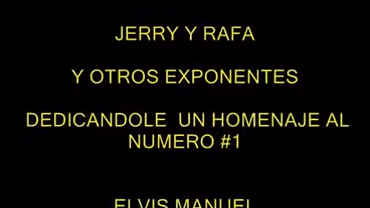 JERRY Y RAFA
Y OTROS EXPONENTES
DEDICANDOLE UN HOMENAJE AL
NUMERO #1
ELVIS MANUEL